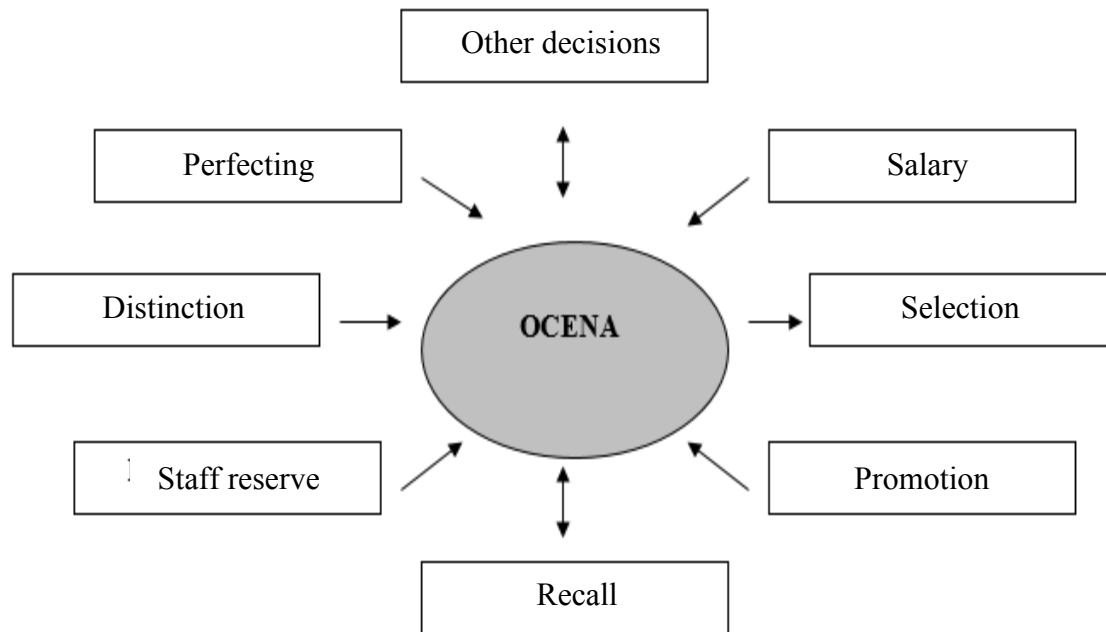 Other decisions
Perfecting
Salary
Distinction
OCENA
Selection
Staff reserve
Promotion
Recall